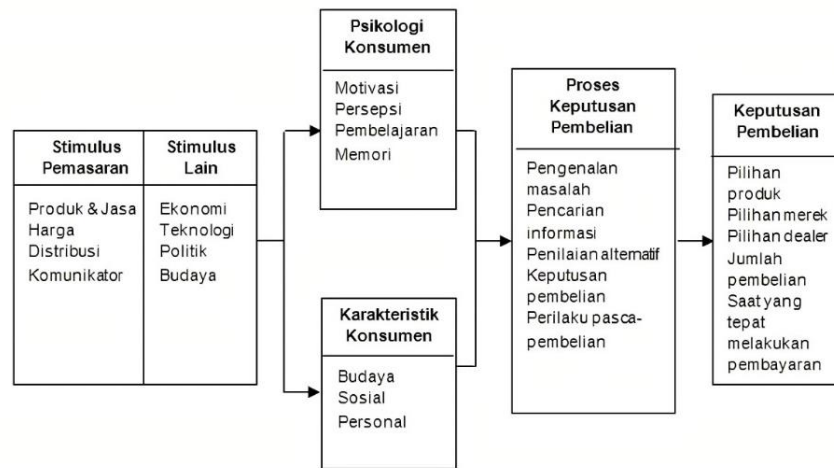 Stimulus
Pemasaran
Produk & Jasa
Harga
Distribusi
Komunikator
Stimulus
Lain
Ekonomi
Teknologi
Politik
Budaya
Psikologi
Konsumen
Motivasi
Persepsi
Pembelajaran
Memori
Karakteristik
Konsumen
Budaya
Sosial
Personal
Proses
Keputusan
Pembelian
Pengenalan
masalah
Pencarian
informasi
Penilaian alternatif
Keputusan
pembelian
Perilaku pasca-
pembelian
Keputusan
Pembelian
Pilihan
produk
Pilihan merek
Pilihan dealer
Jumlah
pembelian
Saat yang
tepat
melakukan
pembayaran